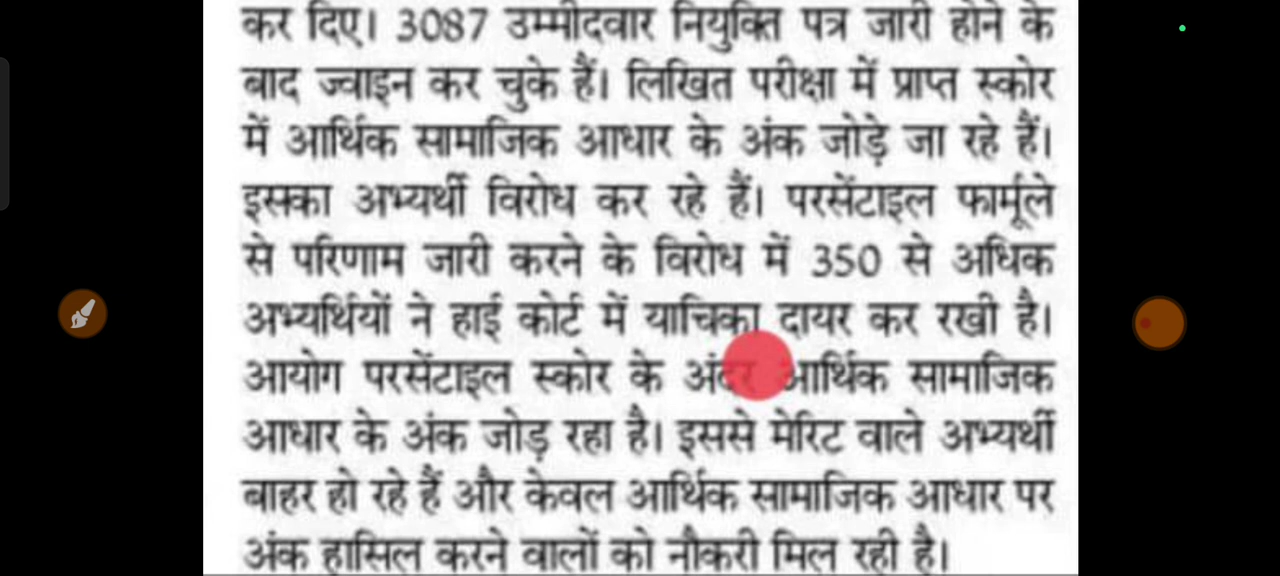 कर दिए। 3087 उम्मीदवार नियुक्ति पत्र जारी होने के
बाद ज्वाइन कर चुके हैं। लिखित परीक्षा में प्राप्त स्कोर
में आर्थिक सामाजिक आधार के अंक जोड़े जा रहे हैं।
इसका अभ्यर्थी विरोध कर रहे हैं। परसेंटाइल फार्मूले
से परिणाम जारी करने के विरोध में 350 से अधिक
अभ्यर्थियों ने हाई कोर्ट में याचिका दायर कर रखी है।
आयोग परसेंटाइल स्कोर के अंदर आर्थिक सामाजिक
आधार के अंक जोड़ रहा है। इससे मेरिट वाले अभ्यर्थी
बाहर हो रहे हैं और केवल आर्थिक सामाजिक आधार पर
अंक हासिल करने वालों को नौकरी मिल रही है।